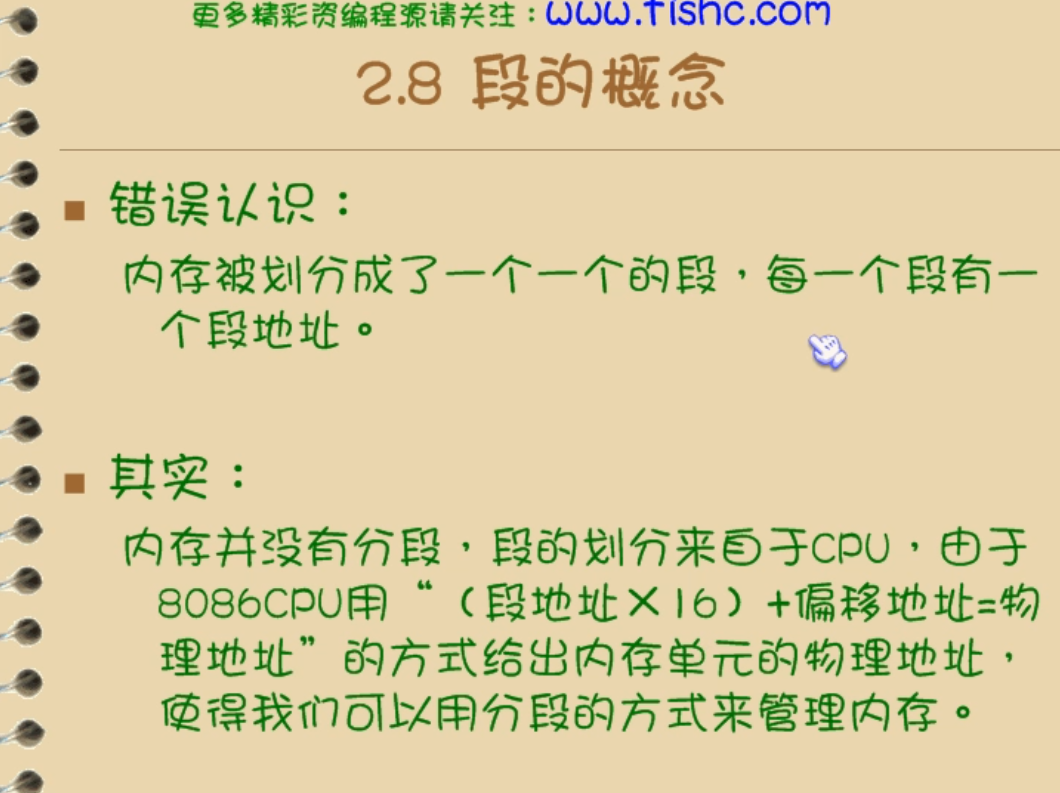 更多精彩资编程源请关注：www.fishc.com
2.8 段的概念
■ 错误认识：
内存被划分成了一个一个的段，每一个段有一
个段地址。
■ 其实：
内存并没有分段，段的划分来自于CPU，由于
8086CPU用“（段地址×16）+偏移地址=物
理地址”的方式给出内存单元的物理地址，
使得我们可以用分段的方式来管理内存。